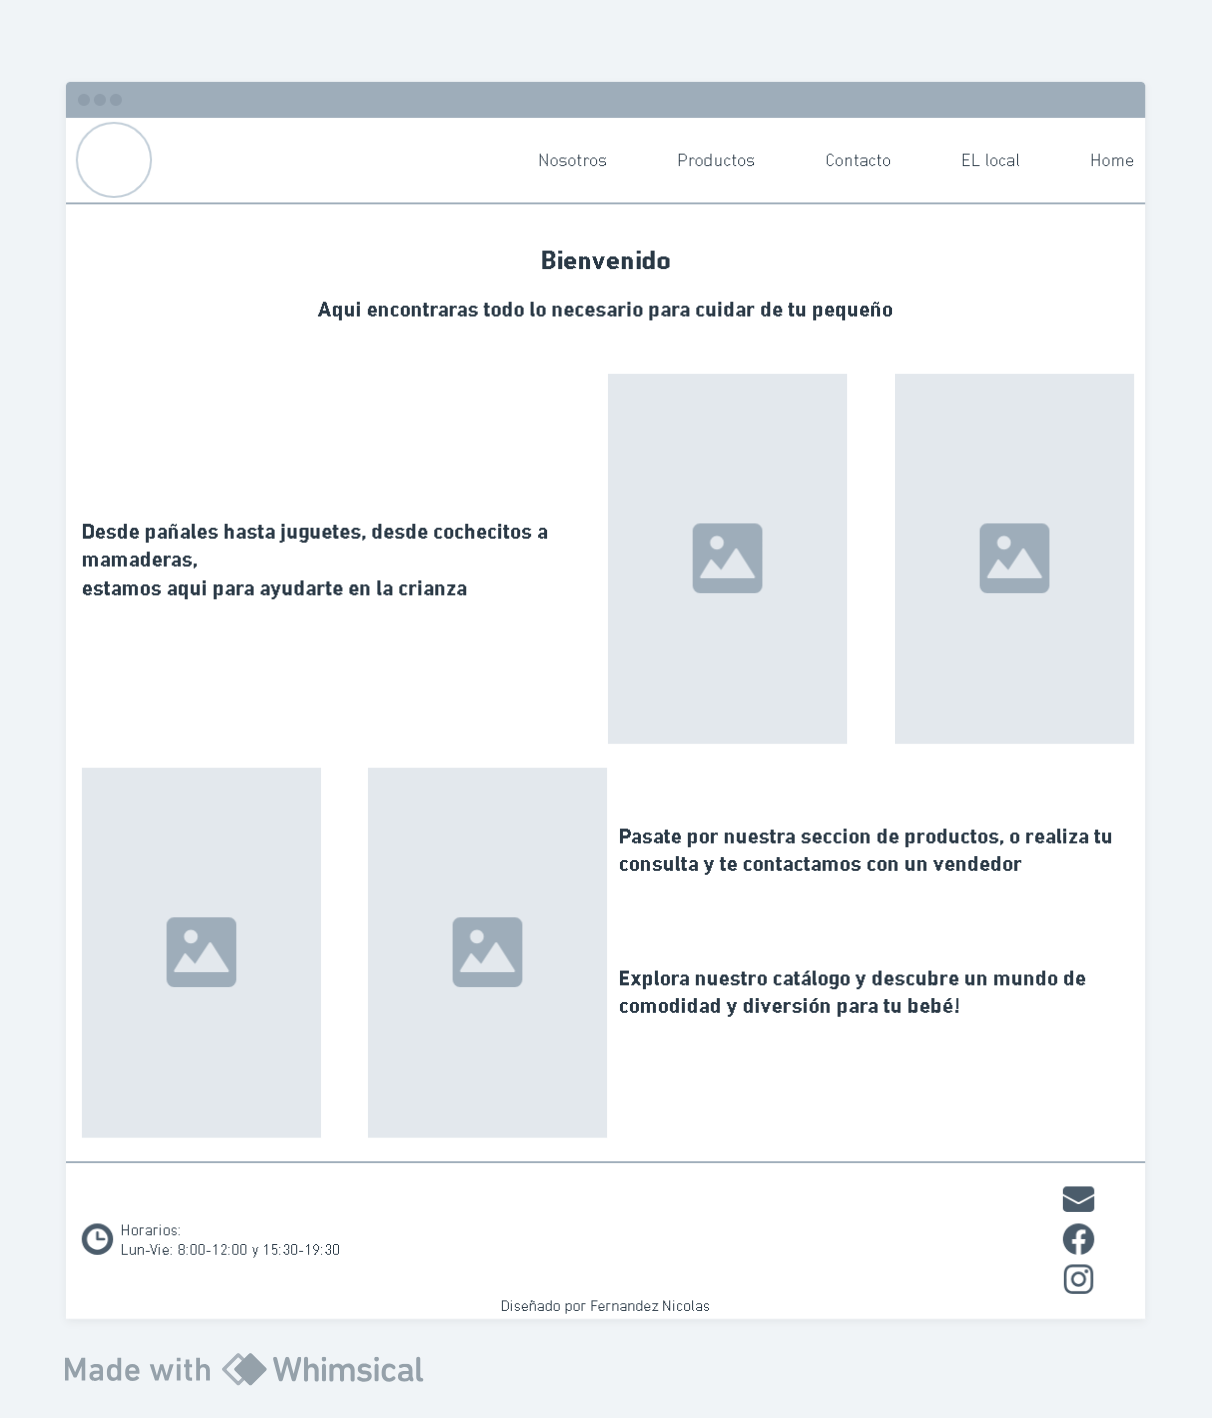 Nosotros
Productos
Contacto
EL local
Home
Bienvenido
Aqui encontraras todo lo necesario para cuidar de tu pequeño
Desde pañales hasta juguetes, desde cochecitos a
mamaderas,
estamos aqui para ayudarte en la crianza
Pasate por nuestra seccion de productos, o realiza tu
consulta y te contactamos con un vendedor
Explora nuestro catálogo y descubre un mundo de
comodidad y diversión para tu bebé!
Horarios:
Lun-Vie: 8:00-12:00 y 15:30-19:30
Diseñado por Fernandez Nicolas
Made with Whimsical